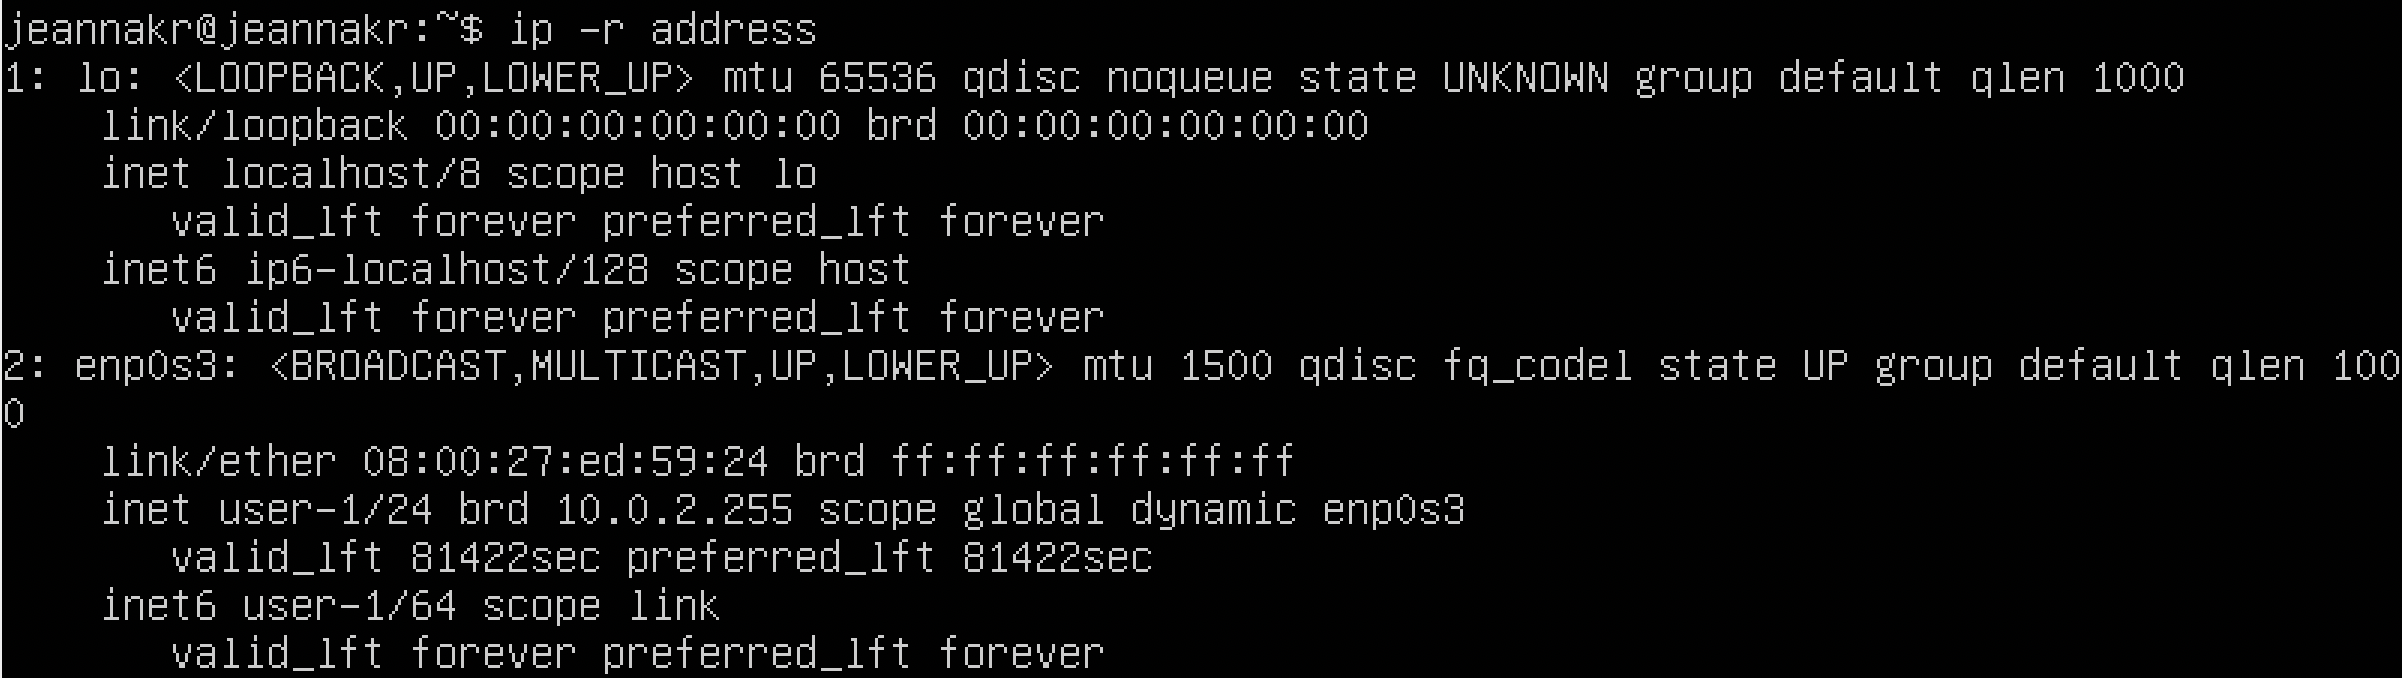 jeannakr@jeannakr:~$ ip -r address
1: lo: <LOOPBACK,UP,LOWER_UP> mtu 65536 qdisc noqueue state UNKNOWN group default qlen 1000
    link/loopback 00:00:00:00:00:00 brd 00:00:00:00:00:00
    inet localhost/8 scope host lo
       valid_lft forever preferred_lft forever
    inet6 ip6-localhost/128 scope host
       valid_lft forever preferred_lft forever
2: enp0s3: <BROADCAST,MULTICAST,UP,LOWER_UP> mtu 1500 qdisc fq_codel state UP group default qlen 100
0
    link/ether 08:00:27:ed:59:24 brd ff:ff:ff:ff:ff:ff
    inet user-1/24 brd 10.0.2.255 scope global dynamic enp0s3
       valid_lft 81422sec preferred_lft 81422sec
    inet6 user-1/64 scope link
       valid_lft forever preferred_lft forever